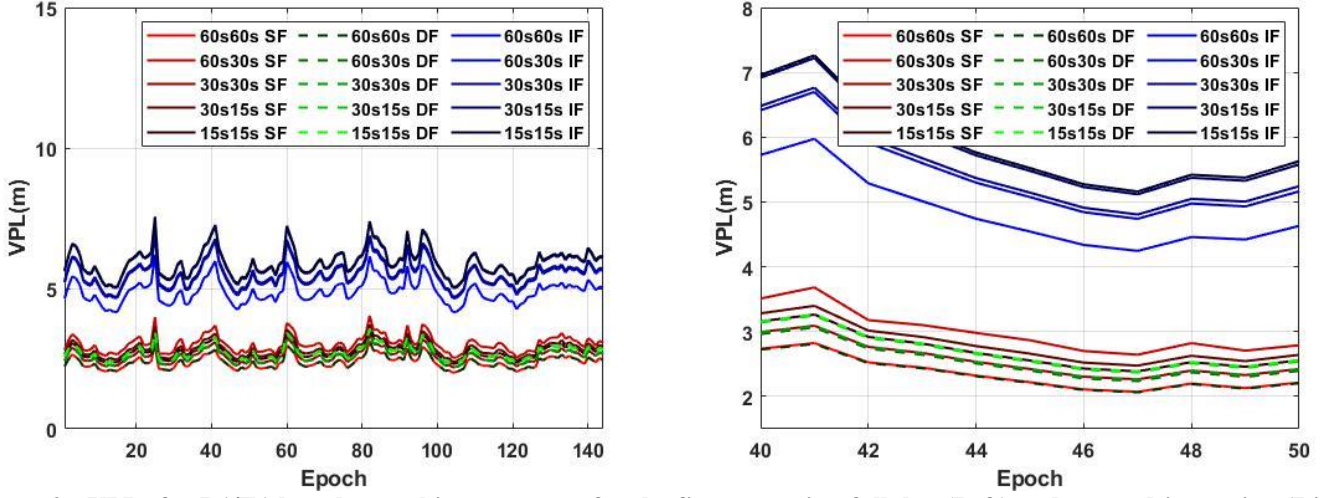 15
10
5
0
VPL(m)
20
40
60
80
100
120
140
Epoch
60s60s SF
60s60s DF
60s60s IF
60s30s SF
60s30s DF
60s30s IF
30s30s SF
30s30s DF
30s30s IF
30s15s SF
30s15s DF
30s15s IF
15s15s SF
15s15s DF
15s15s IF
8
7
6
5
4
3
2
VPL(m)
40
42
44
46
48
50
Epoch
60s60s SF
60s60s DF
60s60s IF
60s30s SF
60s30s DF
60s30s IF
30s30s SF
30s30s DF
30s30s IF
30s15s SF
30s15s DF
30s15s IF
15s15s SF
15s15s DF
15s15s IF